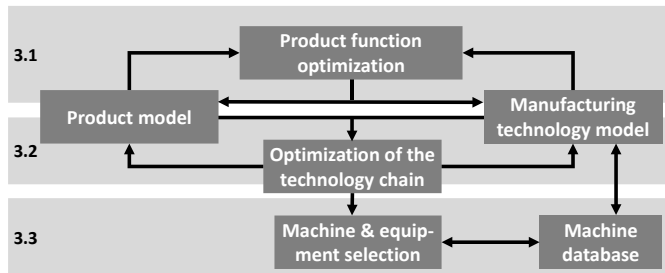 3.1
Product function
optimization
Product model
Manufacturing
technology model
3.2
Optimization of the
technology chain
3.3
Machine & equip-
ment selection
Machine
database